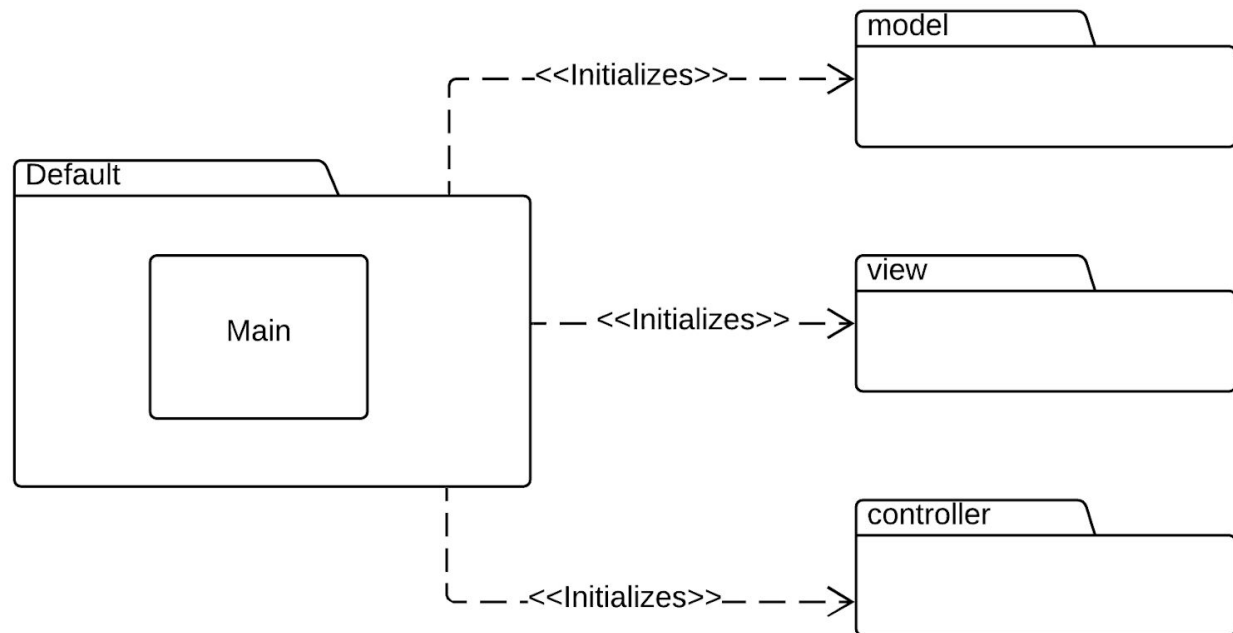 model
<<Initializes>>
Default
Main
view
<<Initializes>>
controller
<<Initializes>>